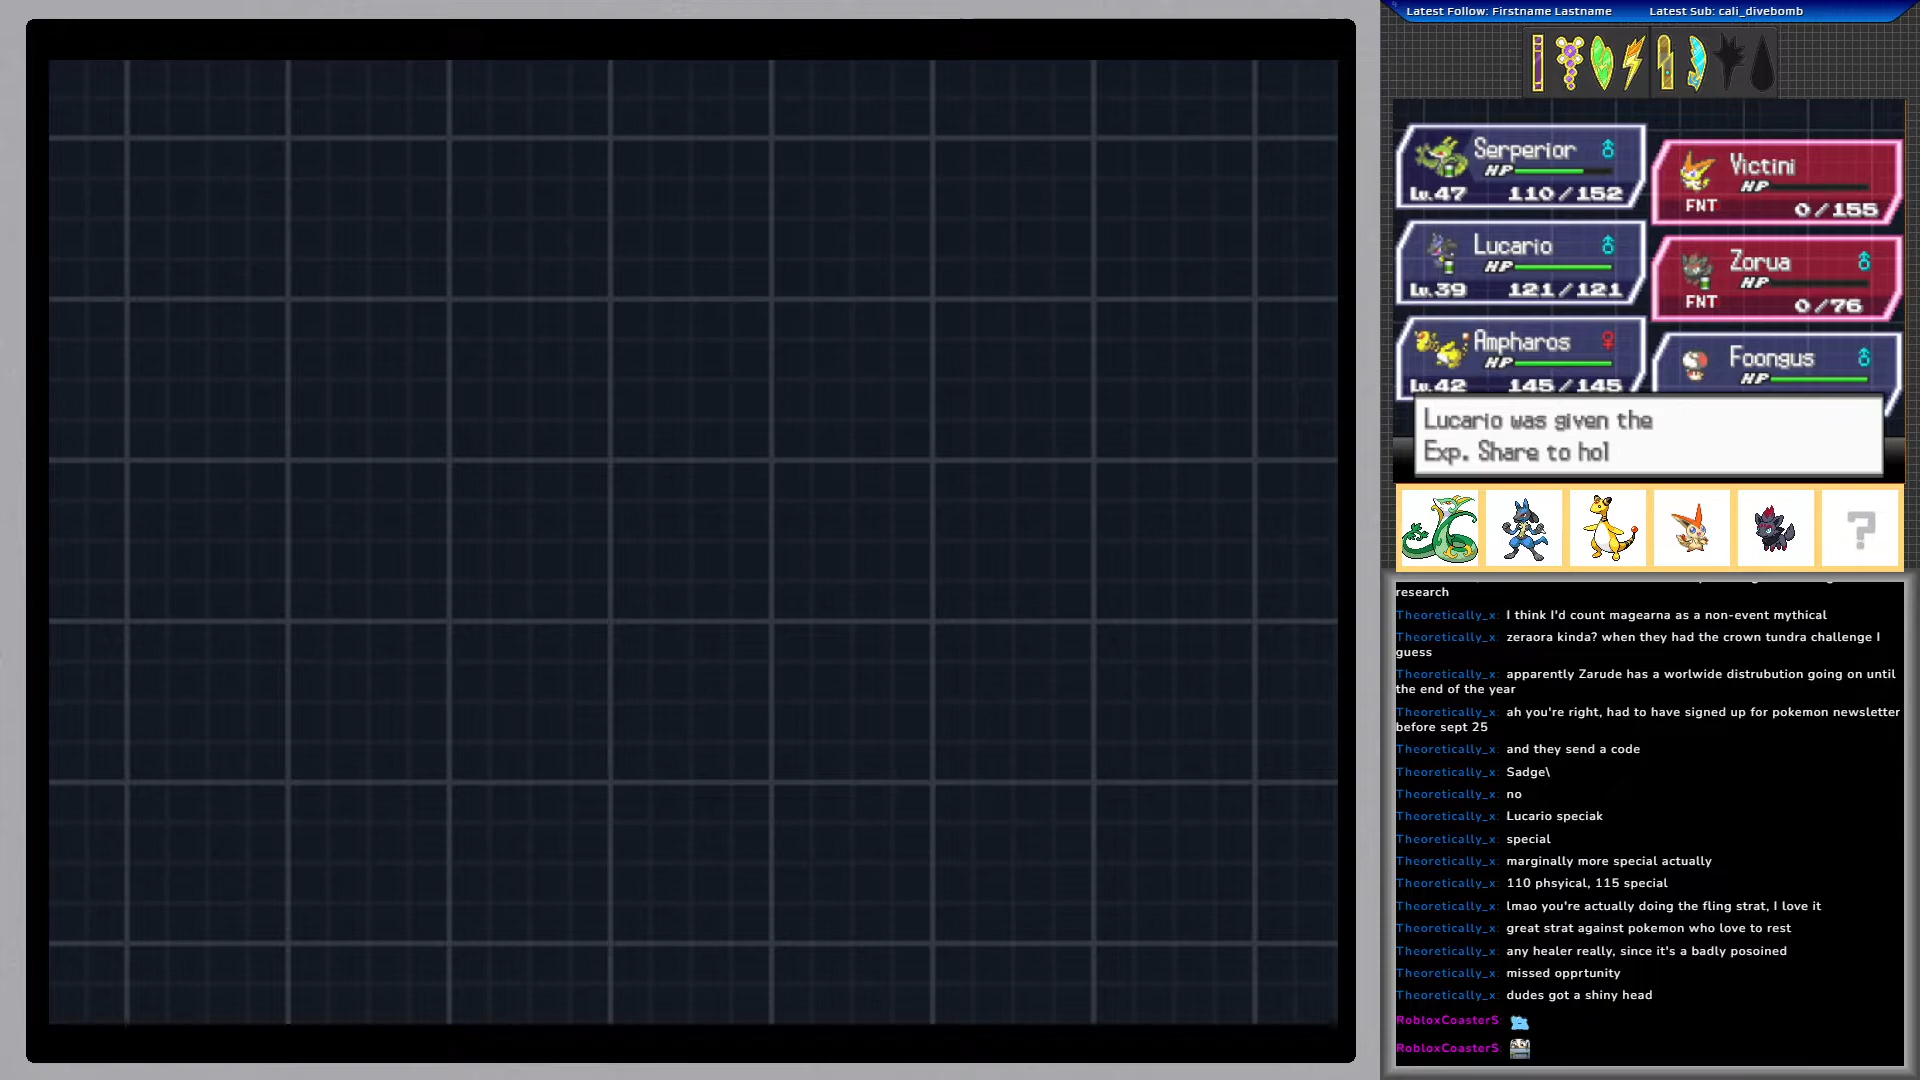 Latest Follow: Firstname Lastname
Latest Sub: cali_divebomb
Serperior ♂
HP
Lv.47 110/152
Victini
HP
FNT 0/155
Lucario ♂
HP
Lv.39 121/121
Zorua ♂
HP
FNT 0/76
Ampharos ♀
HP
Lv.42 145/145
Foongus ♂
HP
Lucario was given the
Exp. Share to hol
?
research
Theoretically_x: I think I'd count magearna as a non-event mythical
Theoretically_x: zeraora kinda? when they had the crown tundra challenge I
guess
Theoretically_x: apparently Zarude has a worlwide distrubution going on until
the end of the year
Theoretically_x: ah you're right, had to have signed up for pokemon newsletter
before sept 25
Theoretically_x: and they send a code
Theoretically_x: Sadge\
Theoretically_x: no
Theoretically_x: Lucario speciak
Theoretically_x: special
Theoretically_x: marginally more special actually
Theoretically_x: 110 phsyical, 115 special
Theoretically_x: lmao you're actually doing the fling strat, I love it
Theoretically_x: great strat against pokemon who love to rest
Theoretically_x: any healer really, since it's a badly posoined
Theoretically_x: missed opprtunity
Theoretically_x: dudes got a shiny head
RobloxCoasterS:
RobloxCoasterS: